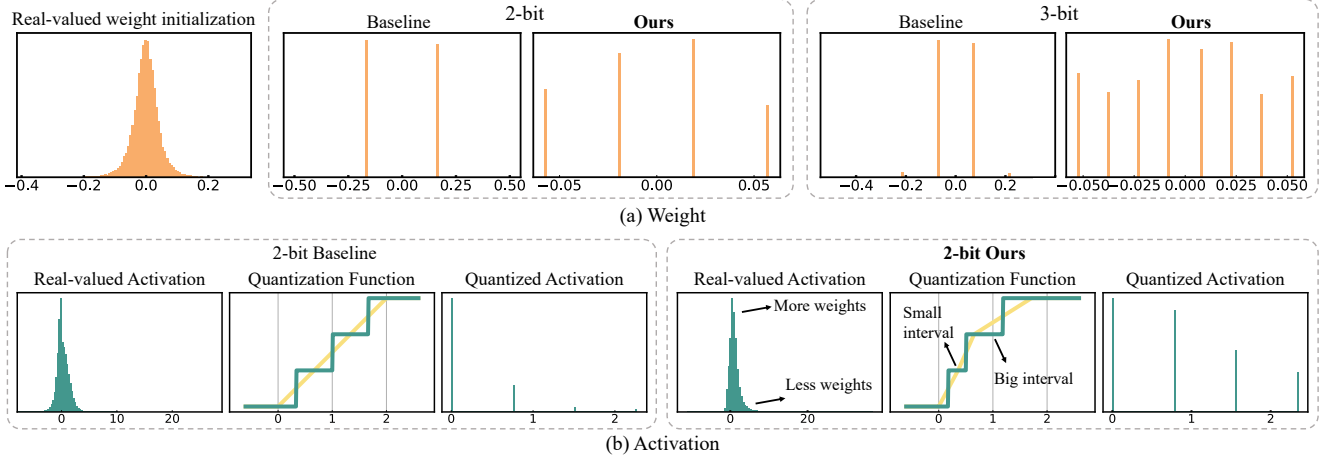 2-bit
3-bit
Real-valued weight initialization
Baseline
Ours
Baseline
Ours
−0.4 −0.2 0.0 0.2
−0.50 −0.25 0.00 0.25 0.50
−0.05 0.00 0.05
−0.4 −0.2 0.0 0.2
−0.050 −0.025 0.000 0.025 0.050
(a) Weight
2-bit Baseline
2-bit Ours
Real-valued Activation
Quantization Function
Quantized Activation
Real-valued Activation
Quantization Function
Quantized Activation
More weights
Less weights
Small
interval
Big interval
0 10 20
0 1 2
0 1 2
0 20
0 1 2
0 1 2
(b) Activation